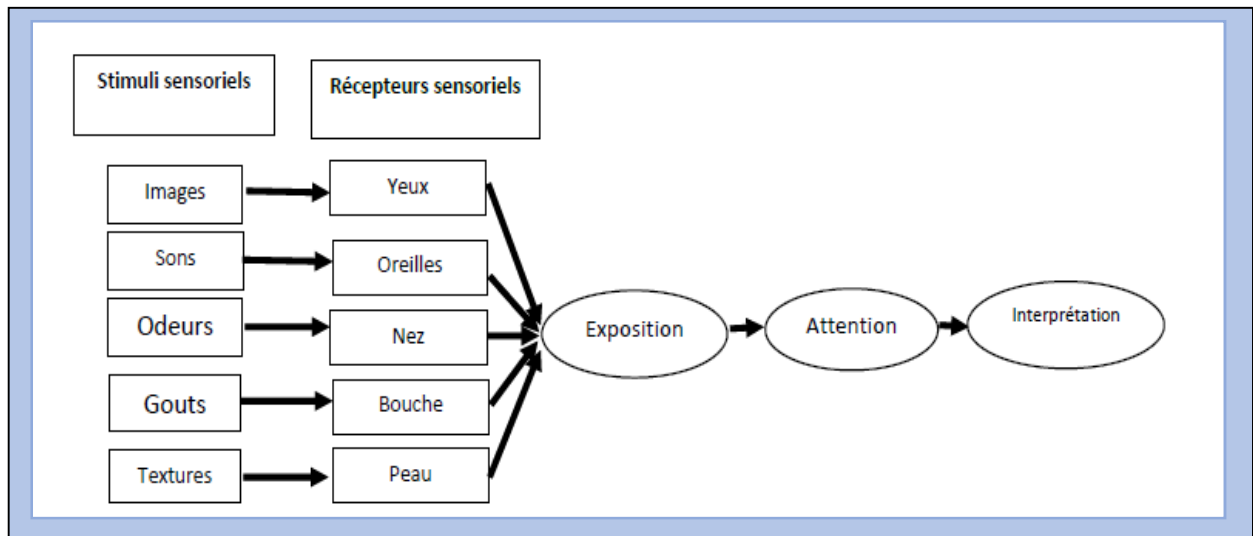 Stimuli sensoriels
Récepteurs sensoriels
Images
Yeux
Sons
Oreilles
Odeurs
Nez
Gouts
Bouche
Textures
Peau
Exposition
Attention
Interprétation